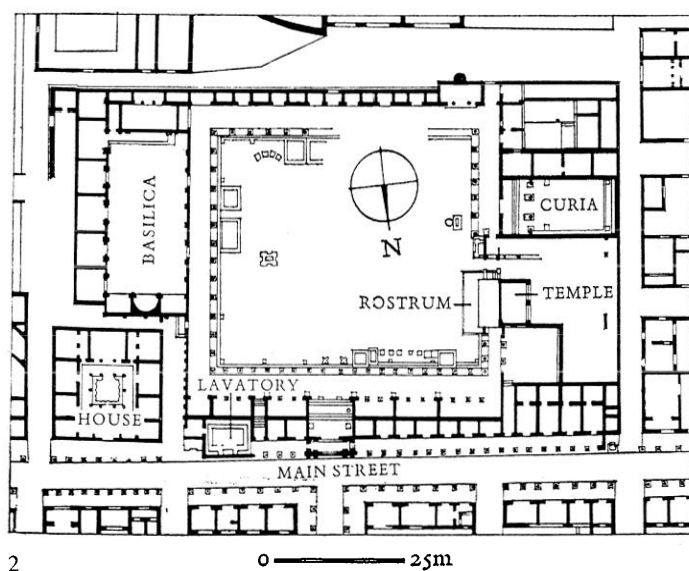 BASILICA
CURIA
N
ROSTRUM
TEMPLE
LAVATORY
HOUSE
MAIN STREET
2
0 25m